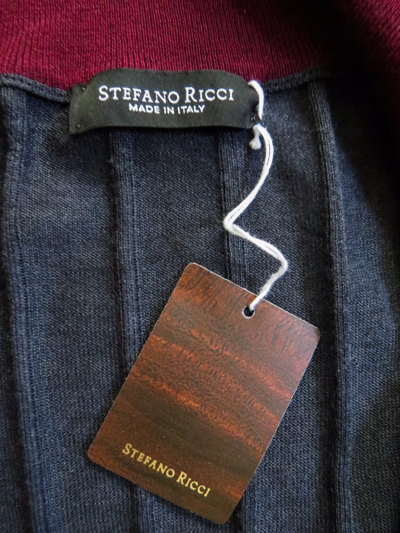 STEFANO RICCI
MADE IN ITALY
STEFANO RICCI